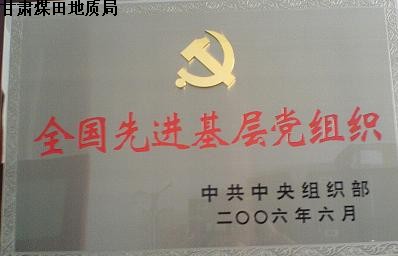 甘肃煤田地质局
全国先进基层党组织
中共中央组织部
二〇〇六年六月